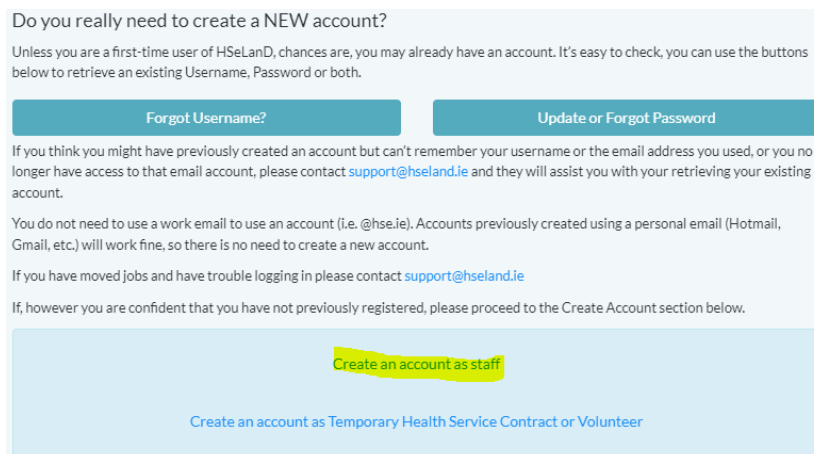 Do you really need to create a NEW account?
Unless you are a first-time user of HSeLanD, chances are, you may already have an account. It's easy to check, you can use the buttons
below to retrieve an existing Username, Password or both.
Forgot Username?
Update or Forgot Password
If you think you might have previously created an account but can't remember your username or the email address you used, or you no
longer have access to that email account, please contact support@hseland.ie and they will assist you with your retrieving your existing
account.
You do not need to use a work email to use an account (i.e. @hse.ie). Accounts previously created using a personal email (Hotmail,
Gmail, etc.) will work fine, so there is no need to create a new account.
If you have moved jobs and have trouble logging in please contact support@hseland.ie
If, however you are confident that you have not previously registered, please proceed to the Create Account section below.
Create an account as staff
Create an account as Temporary Health Service Contract or Volunteer